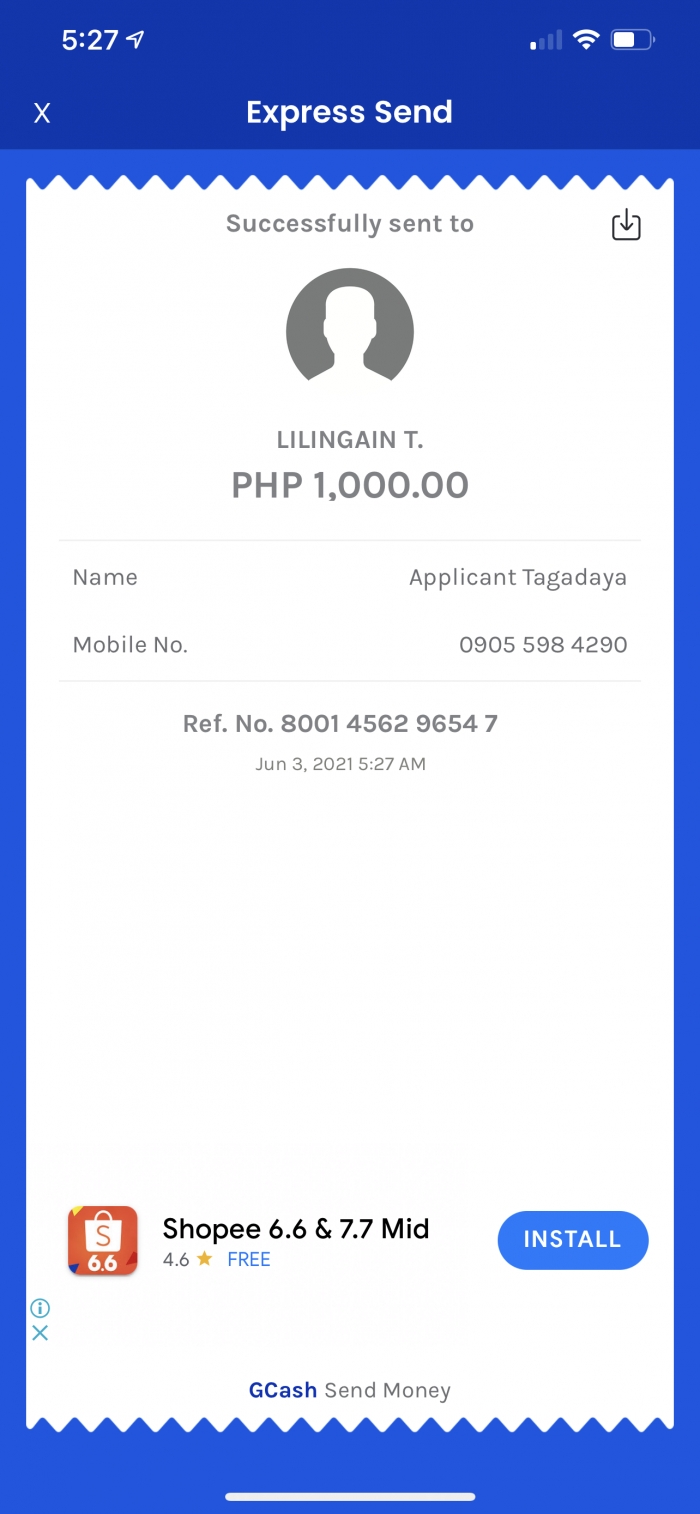 5:27
X
Express Send
Successfully sent to
LILINGAIN T.
PHP 1,000.00
Name Applicant Tagadaya
Mobile No. 0905 598 4290
Ref. No. 8001 4562 9654 7
Jun 3, 2021 5:27 AM
S
6.6
Shopee 6.6 & 7.7 Mid
4.6 FREE
INSTALL
GCash Send Money